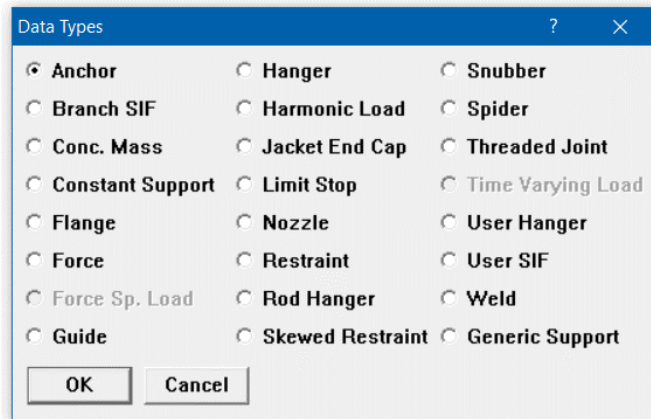 Data Types ?
Anchor Hanger Snubber
Branch SIF Harmonic Load Spider
Conc. Mass Jacket End Cap Threaded Joint
Constant Support Limit Stop Time Varying Load
Flange Nozzle User Hanger
Force Restraint User SIF
Force Sp. Load Rod Hanger Weld
Guide Skewed Restraint Generic Support
OK Cancel